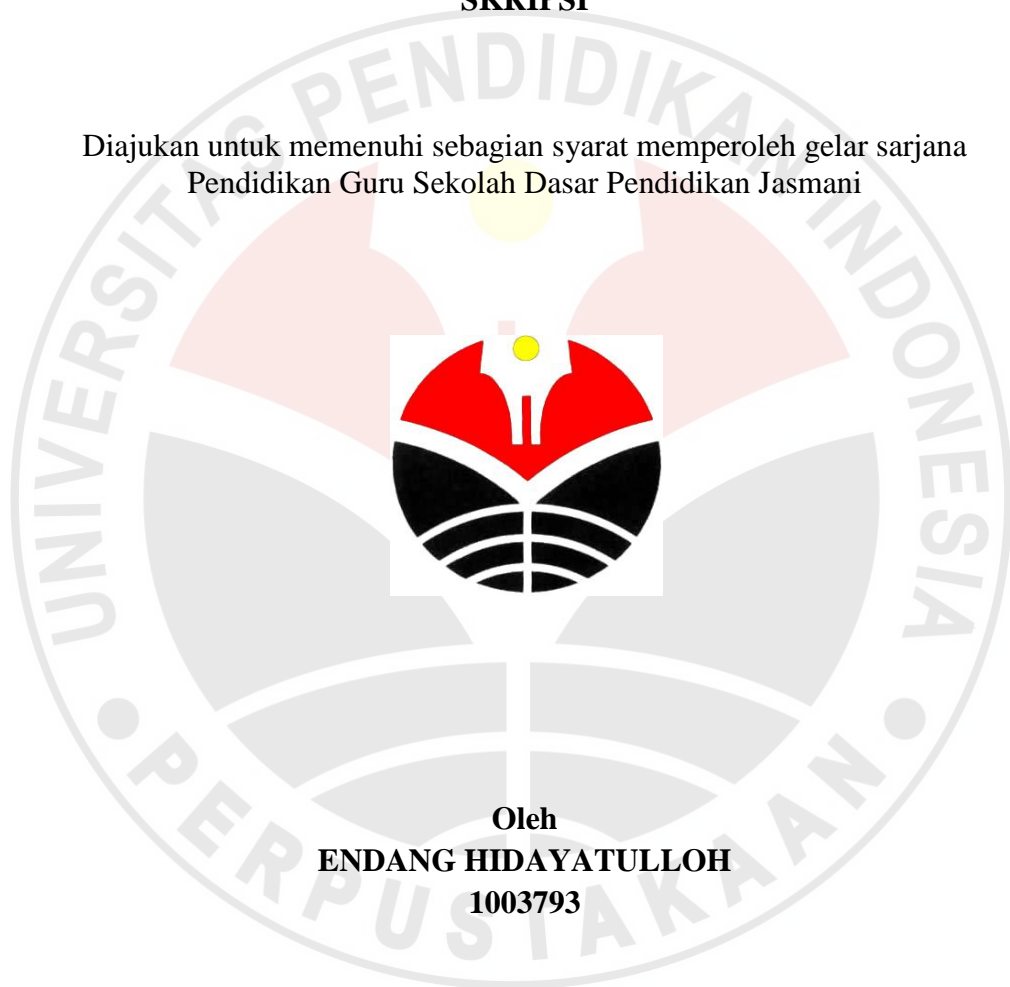 SKRIPSI
Diajukan untuk memenuhi sebagian syarat memperoleh gelar sarjana
Pendidikan Guru Sekolah Dasar Pendidikan Jasmani
UNIVERSITAS PENDIDIKAN INDONESIA
PERPUSTAKAAN
Oleh
ENDANG HIDAYATULLOH
1003793